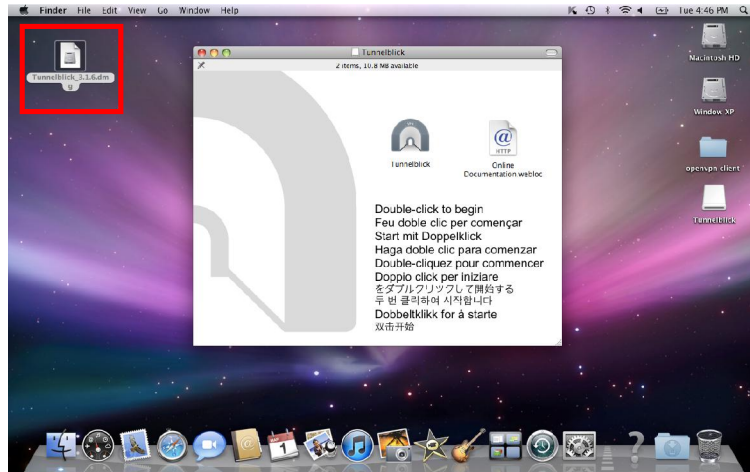 Finder File Edit View Go Window Help
Tue 4:46 PM
Tunnelblick_3.1.6.dm
g
Tunnelblick
2 items, 10.8 MB available
Tunnelblick
HTTP
Online
Documentation.webloc
Double-click to begin
Feu doble clic per començar
Start mit Doppelklick
Haga doble clic para comenzar
Double-cliquez pour commencer
Doppio click per iniziare
をダブルクリックして開始する
두 번 클릭하여 시작합니다
Dobbeltklikk for å starte
双击开始
Macintosh HD
Window XP
openvpn-client
Tunnelblick